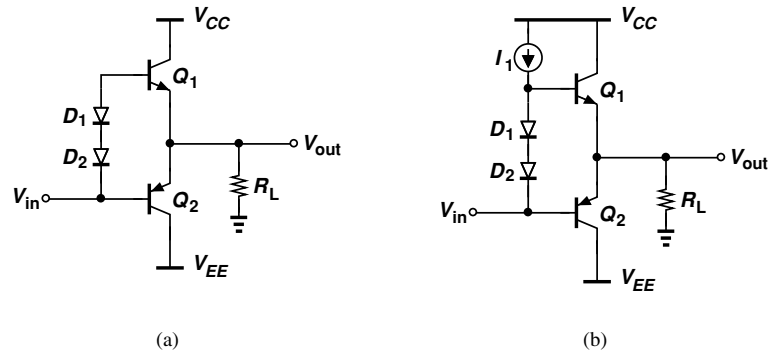 V_CC
Q_1
D_1
D_2
V_out
V_in
Q_2
R_L
V_EE
(a)
V_CC
I_1
Q_1
D_1
D_2
V_out
V_in
Q_2
R_L
V_EE
(b)